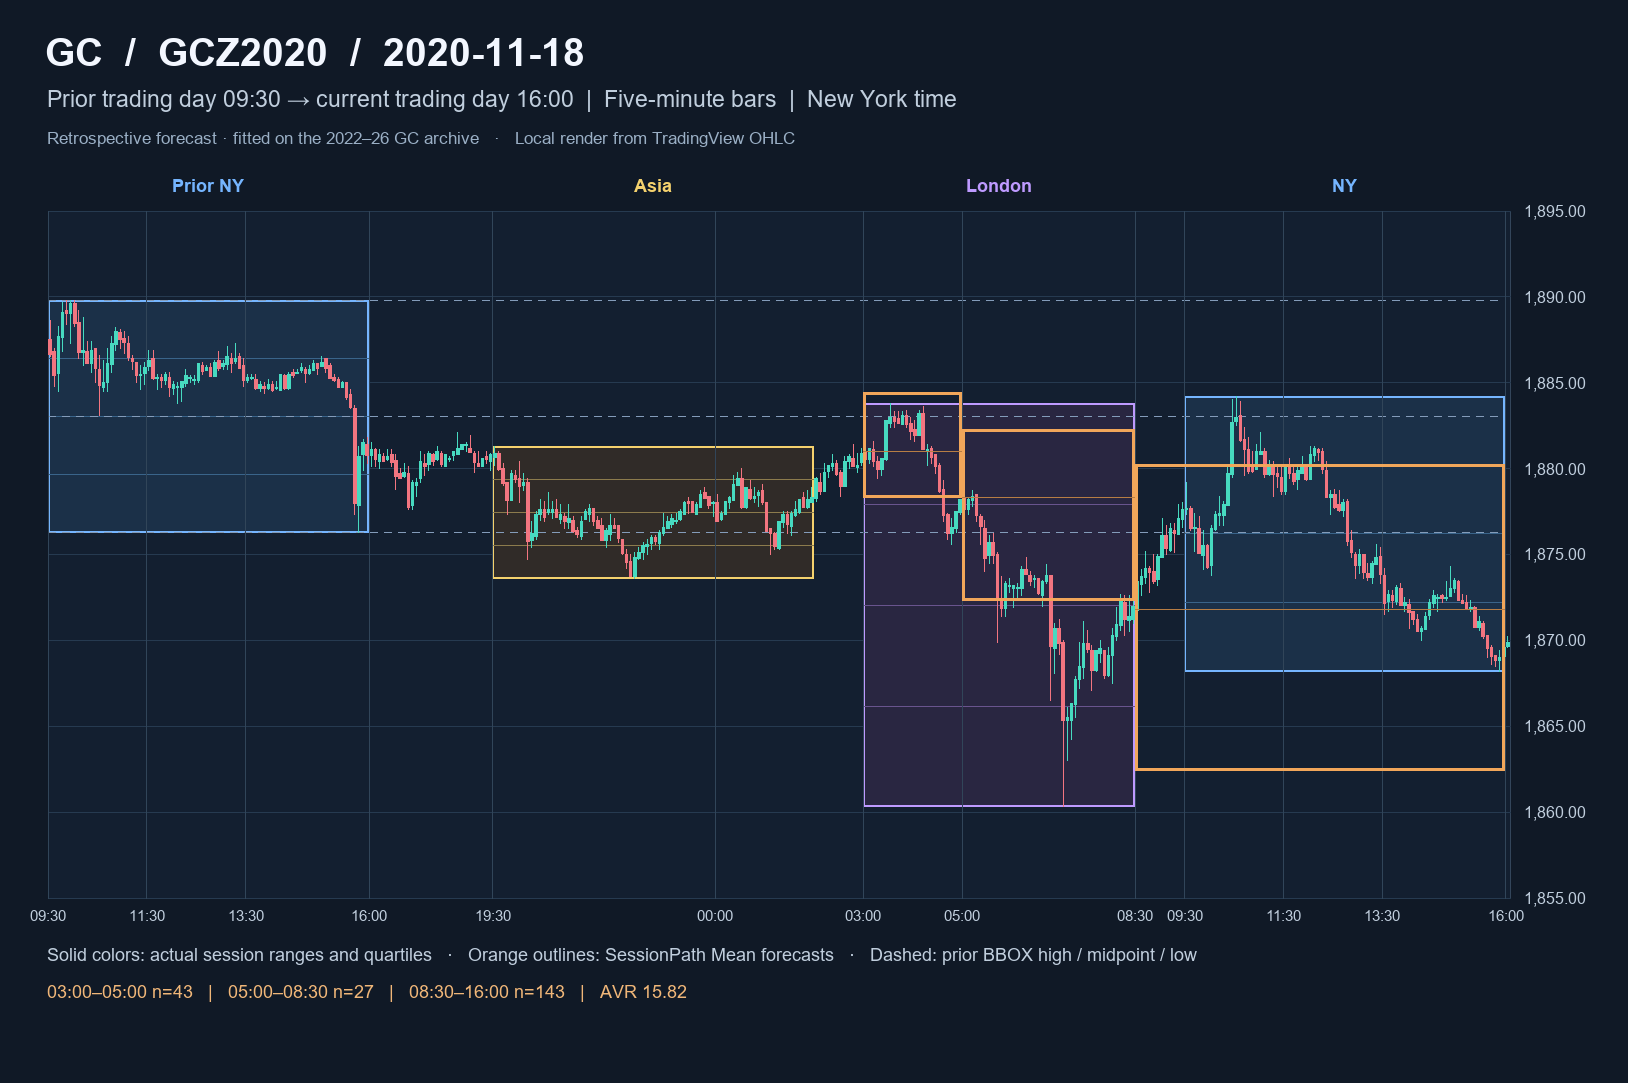 GC / GCZ2020 / 2020-11-18
Prior trading day 09:30 → current trading day 16:00 | Five-minute bars | New York time
Retrospective forecast · fitted on the 2022–26 GC archive · Local render from TradingView OHLC
Prior NY Asia London NY
1,895.00
1,890.00
1,885.00
1,880.00
1,875.00
1,870.00
1,865.00
1,860.00
1,855.00
09:30 11:30 13:30 16:00 19:30 00:00 03:00 05:00 08:30 09:30 11:30 13:30 16:00
Solid colors: actual session ranges and quartiles · Orange outlines: SessionPath Mean forecasts · Dashed: prior BBOX high / midpoint / low
03:00–05:00 n=43 | 05:00–08:30 n=27 | 08:30–16:00 n=143 | AVR 15.82